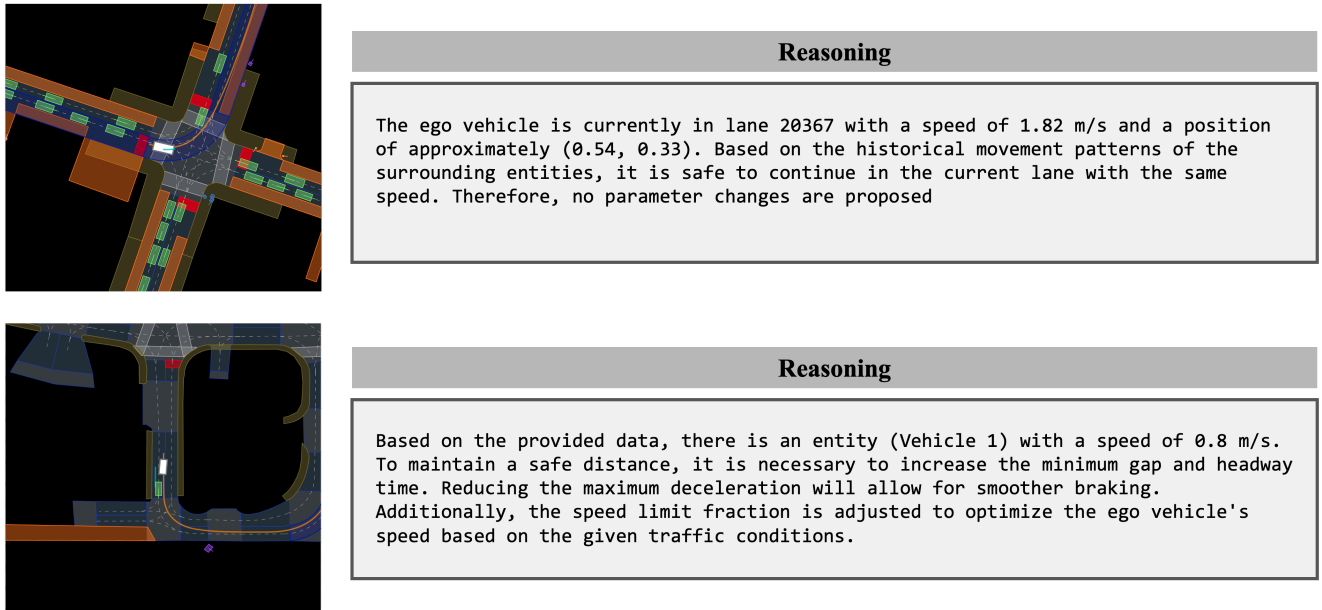 Reasoning
The ego vehicle is currently in lane 20367 with a speed of 1.82 m/s and a position
of approximately (0.54, 0.33). Based on the historical movement patterns of the
surrounding entities, it is safe to continue in the current lane with the same
speed. Therefore, no parameter changes are proposed
Reasoning
Based on the provided data, there is an entity (Vehicle 1) with a speed of 0.8 m/s.
To maintain a safe distance, it is necessary to increase the minimum gap and headway
time. Reducing the maximum deceleration will allow for smoother braking.
Additionally, the speed limit fraction is adjusted to optimize the ego vehicle's
speed based on the given traffic conditions.